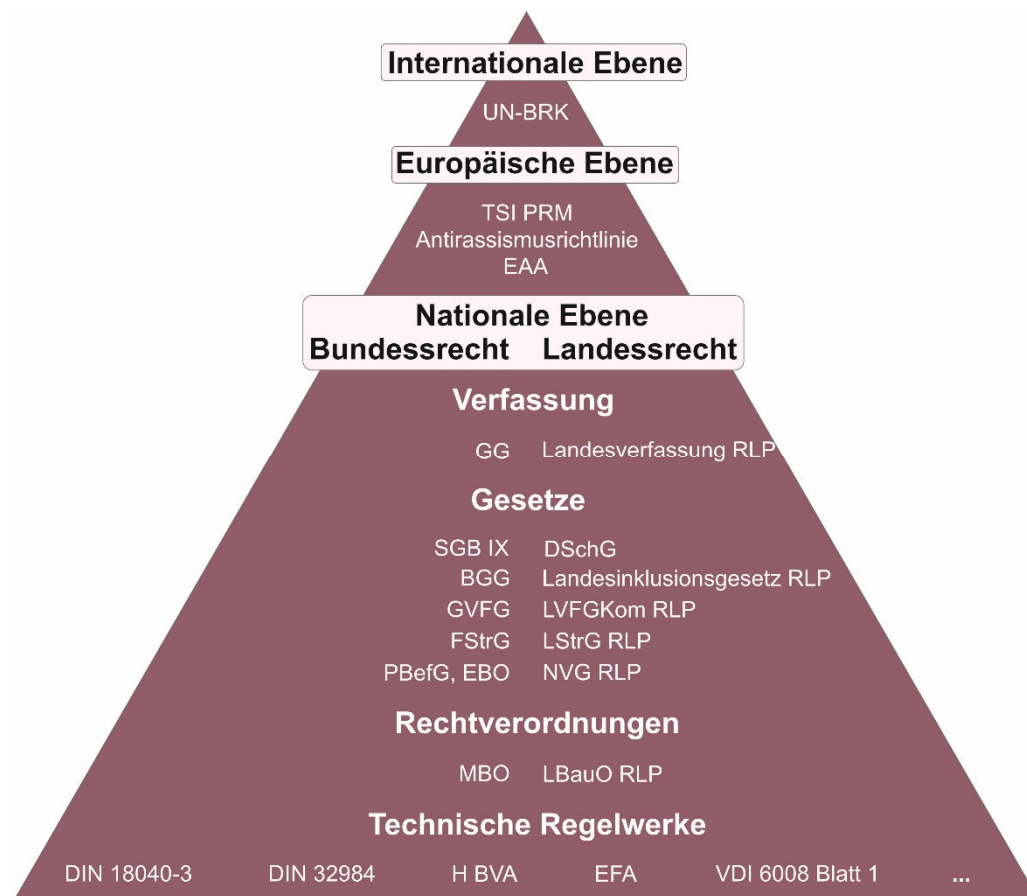 Internationale Ebene
UN-BRK
Europäische Ebene
TSI PRM
Antirassismusrichtlinie
EAA
Nationale Ebene
Bundessrecht Landessrecht
Verfassung
GG Landesverfassung RLP
Gesetze
SGB IX DSchG
BGG Landesinklusionsgesetz RLP
GVFG LVFGKom RLP
FStrG LStrG RLP
PBefG, EBO NVG RLP
Rechtverordnungen
MBO LBauO RLP
Technische Regelwerke
DIN 18040-3 DIN 32984 H BVA EFA VDI 6008 Blatt 1 ...